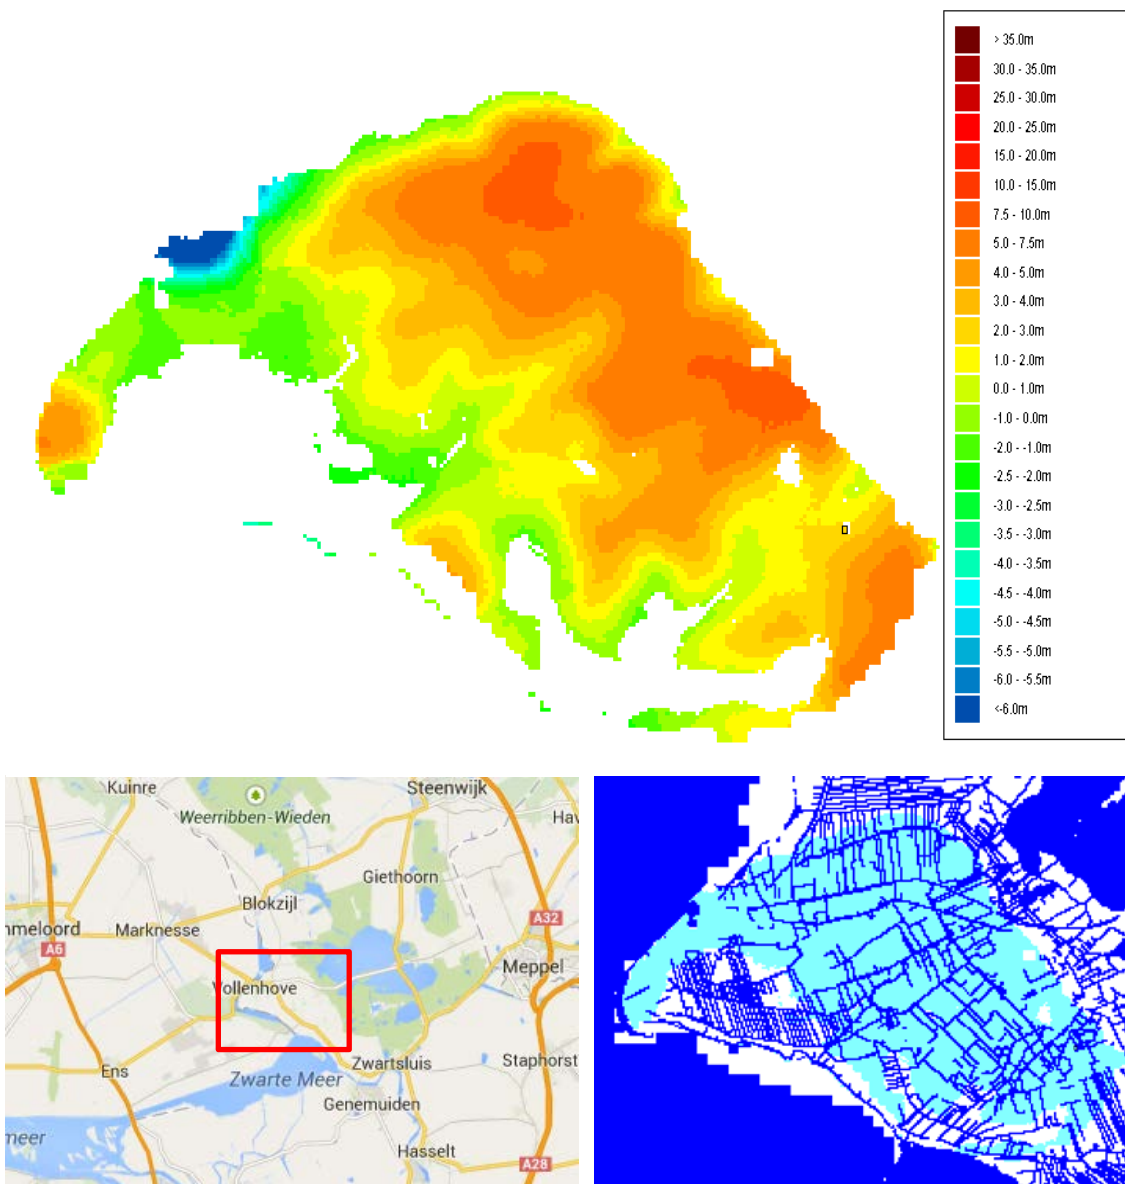 > 35.0m
30.0 - 35.0m
25.0 - 30.0m
20.0 - 25.0m
15.0 - 20.0m
10.0 - 15.0m
7.5 - 10.0m
5.0 - 7.5m
4.0 - 5.0m
3.0 - 4.0m
2.0 - 3.0m
1.0 - 2.0m
0.0 - 1.0m
-1.0 - 0.0m
-2.0 - -1.0m
-2.5 - -2.0m
-3.0 - -2.5m
-3.5 - -3.0m
-4.0 - -3.5m
-4.5 - -4.0m
-5.0 - -4.5m
-5.5 - -5.0m
-6.0 - -5.5m
<-6.0m
Kuinre
Steenwijk
Weerribben-Wieden
Hav
Giethoorn
Blokzijl
mmeloord
Marknesse
A32
A6
Meppel
Vollenhove
Ens
Zwartsluis
Staphorst
Zwarte Meer
Genemuiden
meer
Hasselt
A28